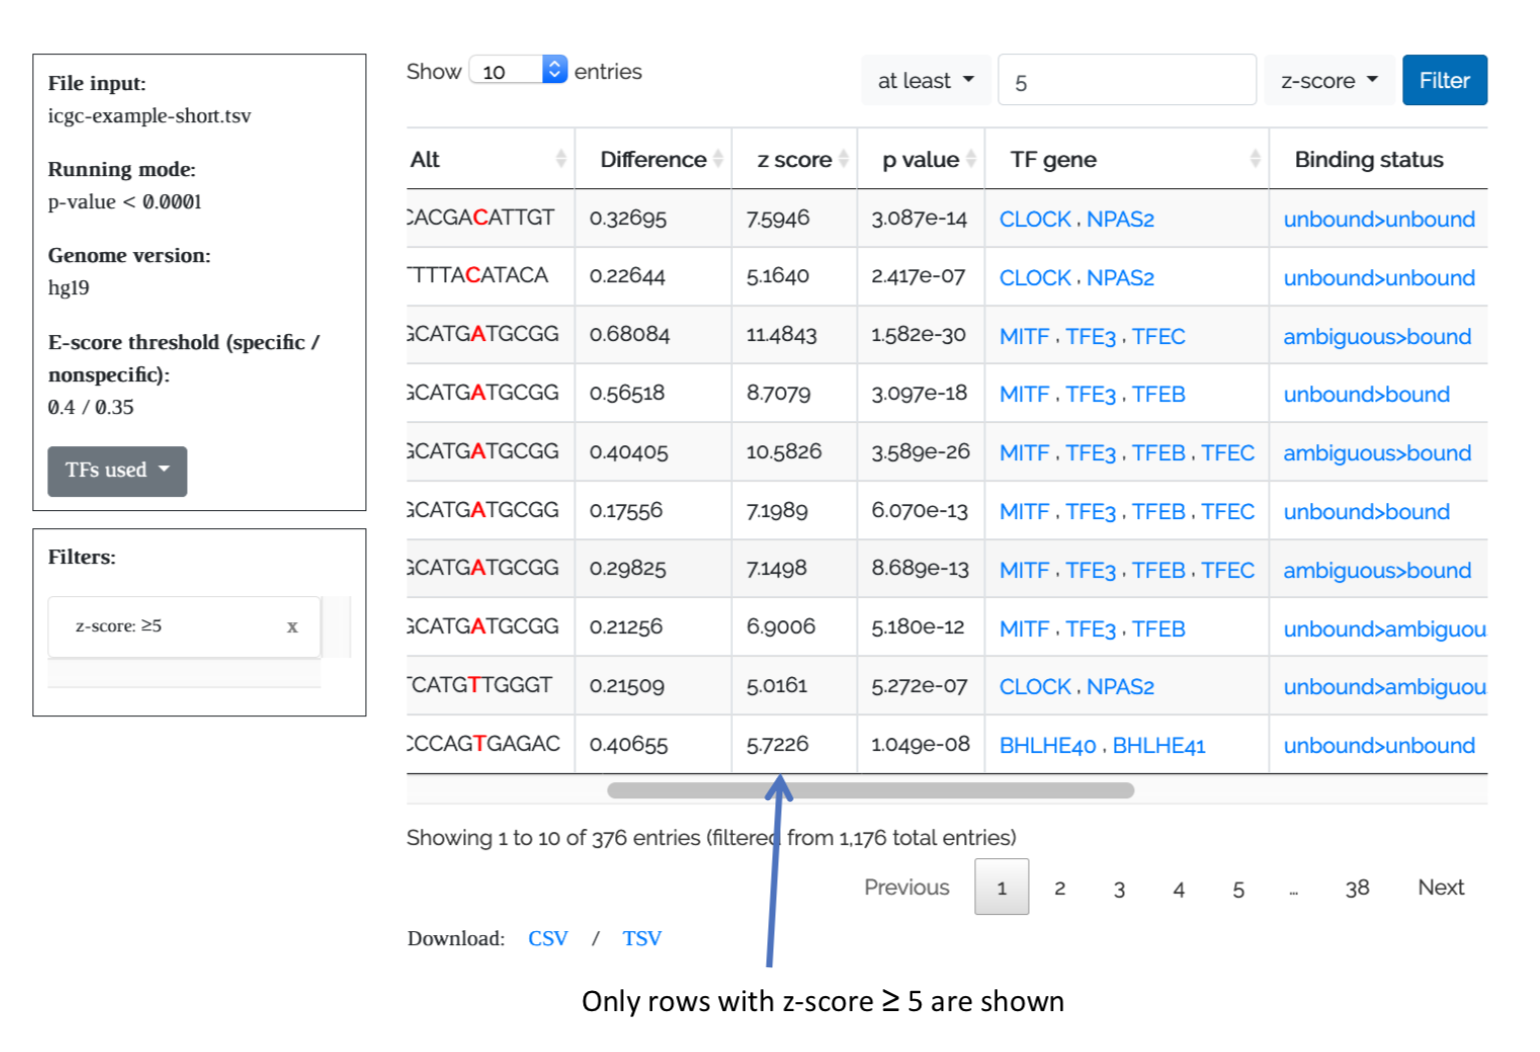 File input:
icgc-example-short.tsv
Running mode:
p-value < 0.0001
Genome version:
hg19
E-score threshold (specific /
nonspecific):
0.4 / 0.35
TFs used
Filters:
z-score: ≥5 x
Show 10 entries at least 5 z-score Filter
Alt Difference z score p value TF gene Binding status
CACGACATTGT 0.32695 7.5946 3.087e-14 CLOCK , NPAS2 unbound>unbound
TTTTACATACA 0.22644 5.1640 2.417e-07 CLOCK , NPAS2 unbound>unbound
GCATGATGCGG 0.68084 11.4843 1.582e-30 MITF , TFE3 , TFEC ambiguous>bound
GCATGATGCGG 0.56518 8.7079 3.097e-18 MITF , TFE3 , TFEB unbound>bound
GCATGATGCGG 0.40405 10.5826 3.589e-26 MITF , TFE3 , TFEB , TFEC ambiguous>bound
GCATGATGCGG 0.17556 7.1989 6.070e-13 MITF , TFE3 , TFEB , TFEC unbound>bound
GCATGATGCGG 0.29825 7.1498 8.689e-13 MITF , TFE3 , TFEB , TFEC ambiguous>bound
GCATGATGCGG 0.21256 6.9006 5.180e-12 MITF , TFE3 , TFEB unbound>ambiguou
TCATGTTGGGT 0.21509 5.0161 5.272e-07 CLOCK , NPAS2 unbound>ambiguou
CCCAGTGAGAC 0.40655 5.7226 1.049e-08 BHLHE40 , BHLHE41 unbound>unbound
Showing 1 to 10 of 376 entries (filtered from 1,176 total entries)
Previous 1 2 3 4 5 … 38 Next
Download: CSV / TSV
Only rows with z-score ≥ 5 are shown